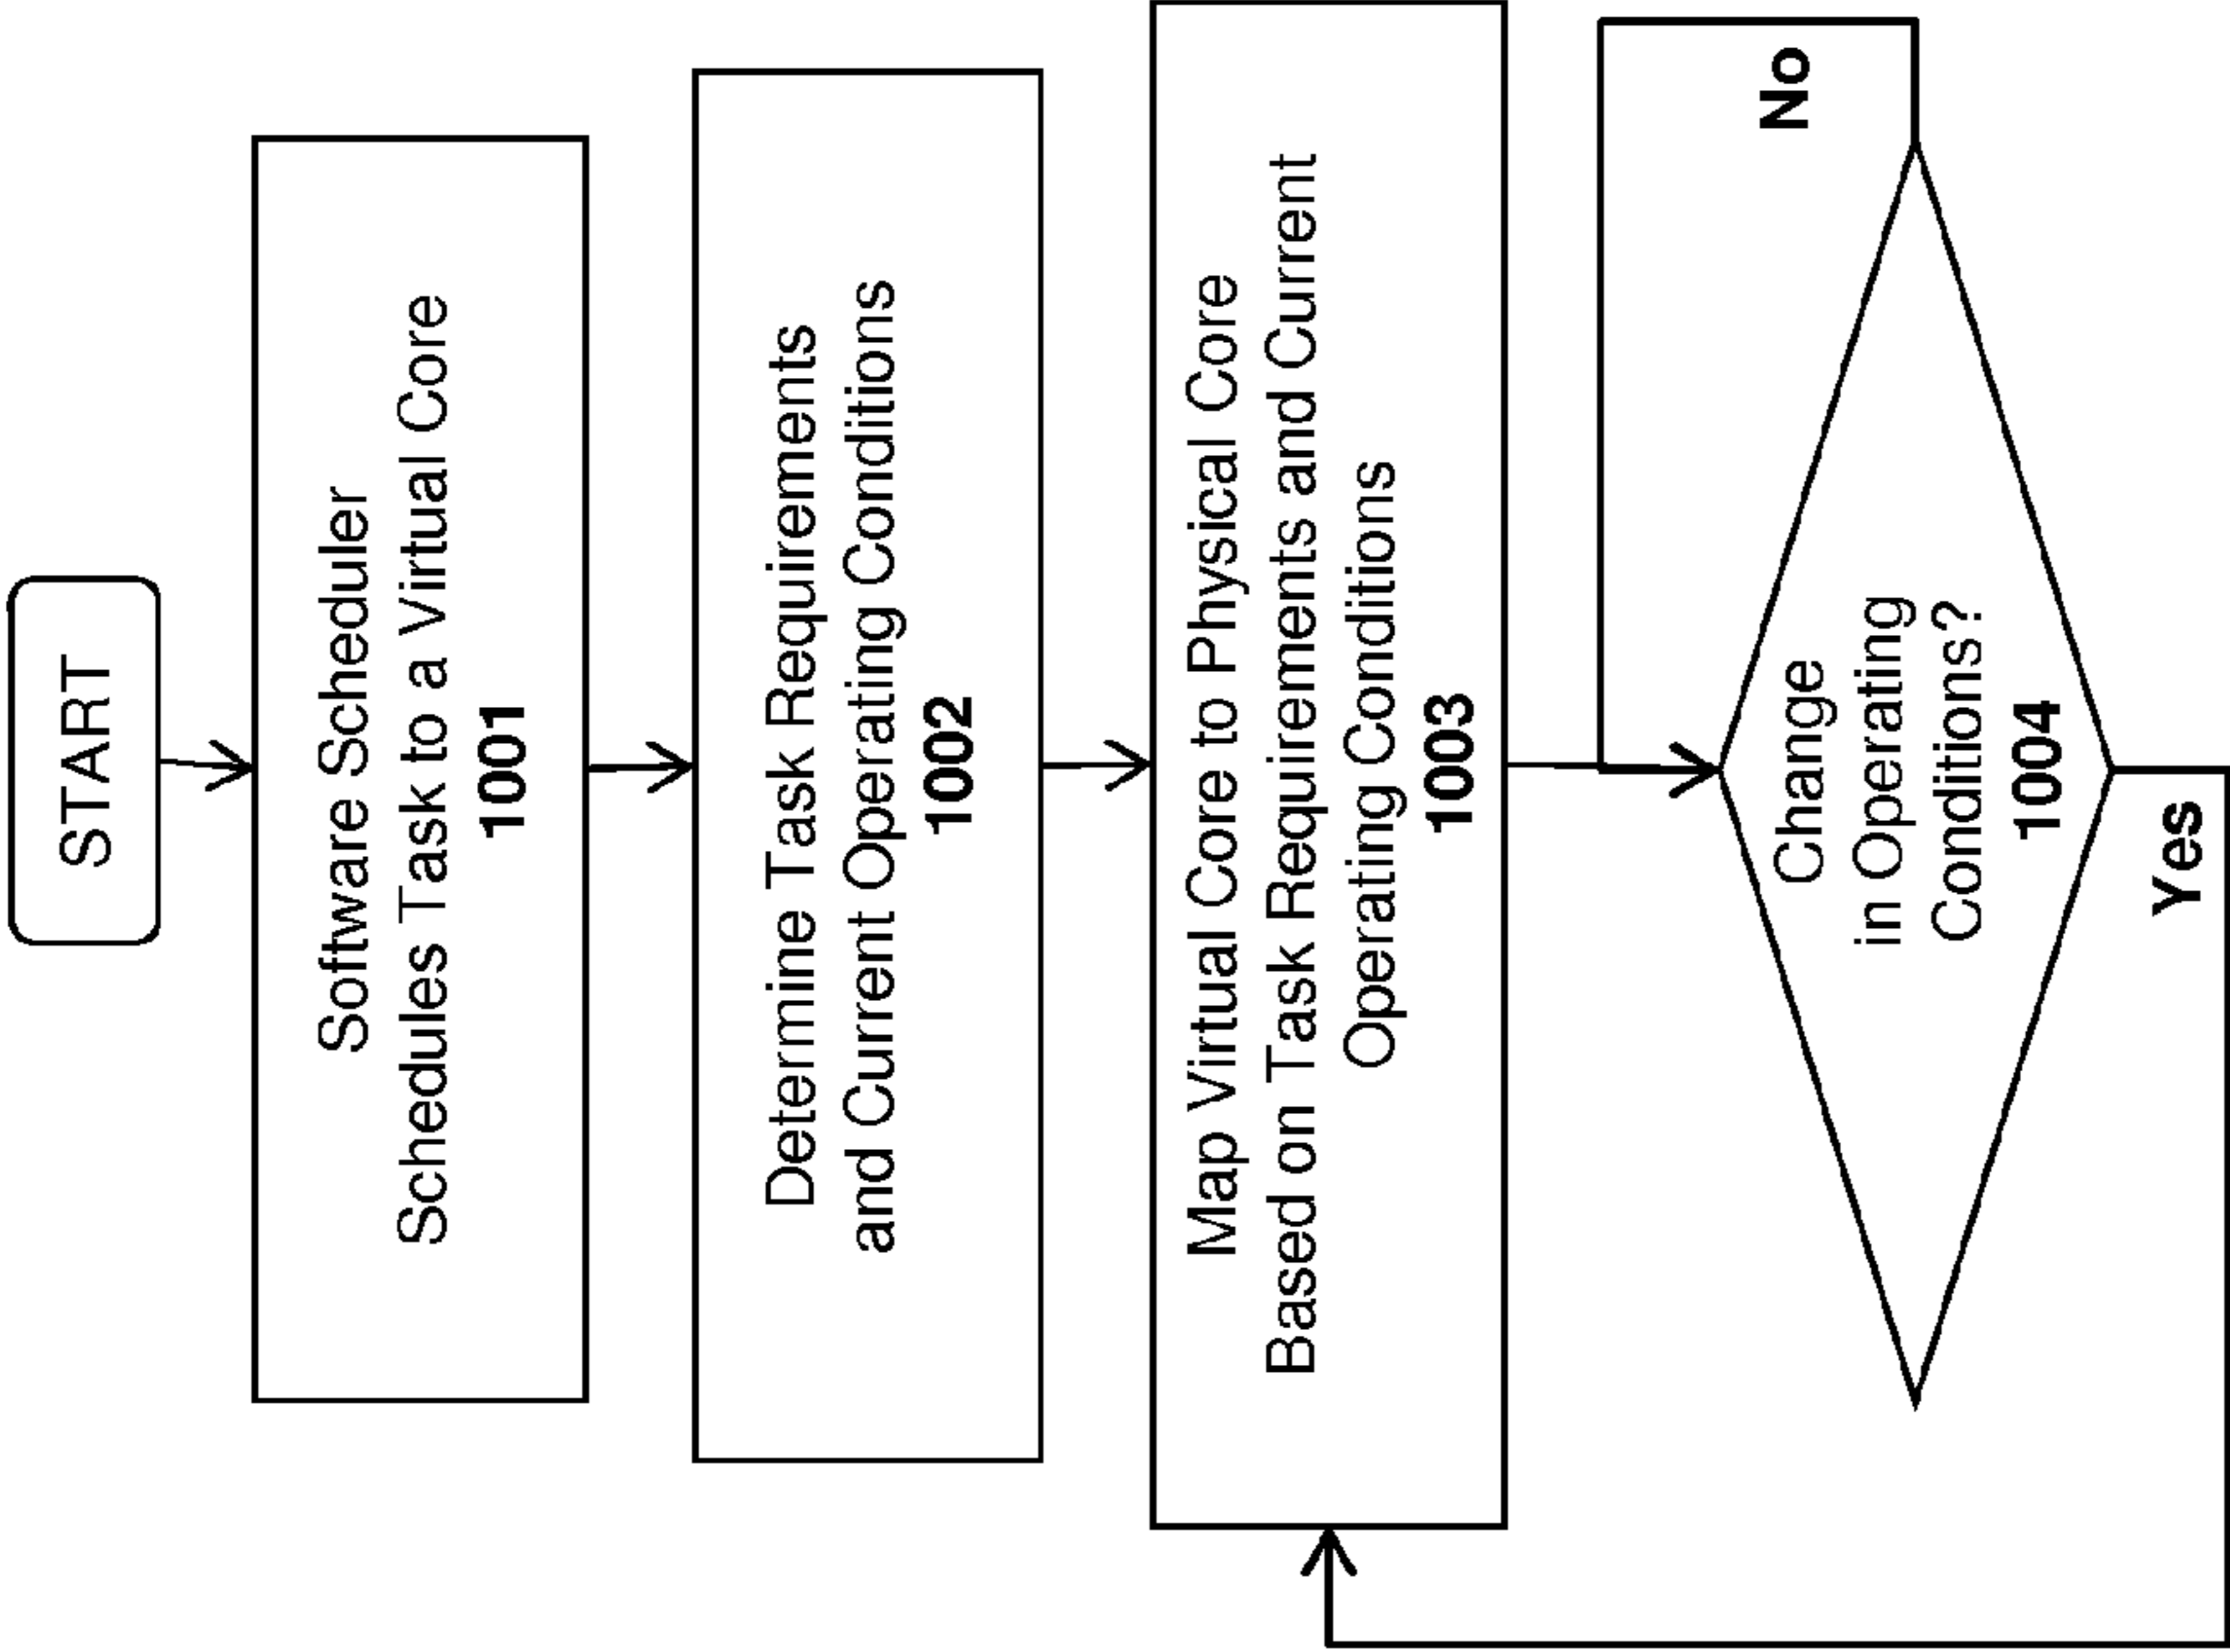 START
Software Scheduler
Schedules Task to a Virtual Core
1001
Determine Task Requirements
and Current Operating Conditions
1002
Map Virtual Core to Physical Core
Based on Task Requirements and Current
Operating Conditions
1003
No
Change
in Operating
Conditions?
1004
Yes